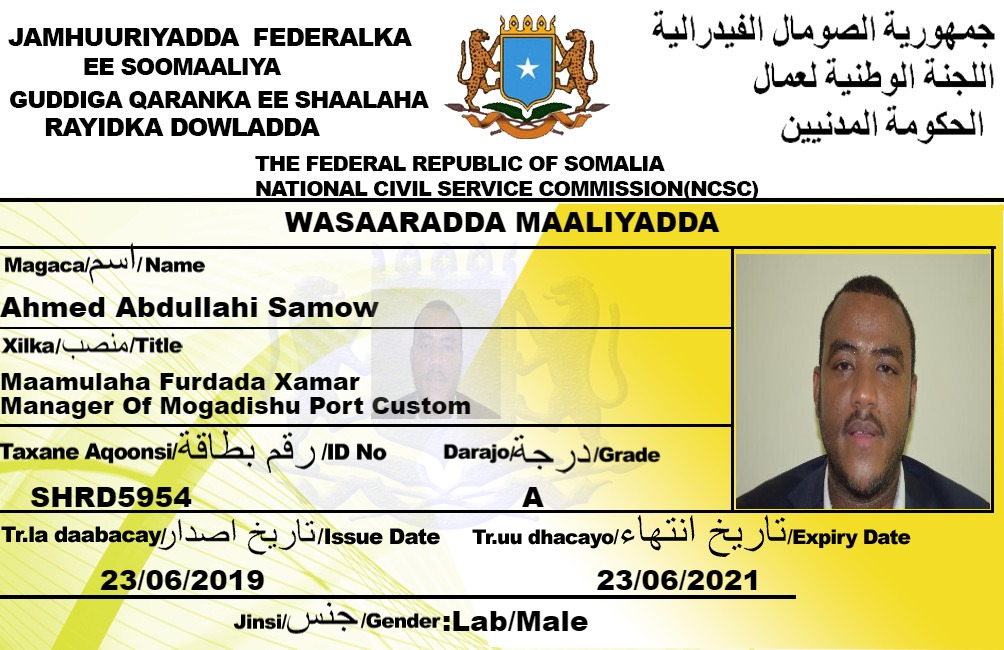 JAMHUURIYADDA FEDERALKA
EE SOOMAALIYA
GUDDIGA QARANKA EE SHAALAHA
RAYIDKA DOWLADDA
جمهورية الصومال الفيدرالية
اللجنة الوطنية لعمال
الحكومة المدنيين
THE FEDERAL REPUBLIC OF SOMALIA
NATIONAL CIVIL SERVICE COMMISSION(NCSC)
WASAARADDA MAALIYADDA
Magaca/اسم/Name
Ahmed Abdullahi Samow
Xilka/منصب/Title
Maamulaha Furdada Xamar
Manager Of Mogadishu Port Custom
Taxane Aqoonsi/رقم بطاقة/ID No Darajo/درجة/Grade
SHRD5954 A
Tr.la daabacay/تاريخ اصدار/Issue Date Tr.uu dhacayo/تاريخ انتهاء/Expiry Date
23/06/2019 23/06/2021
Jinsi/جنس/Gender:Lab/Male